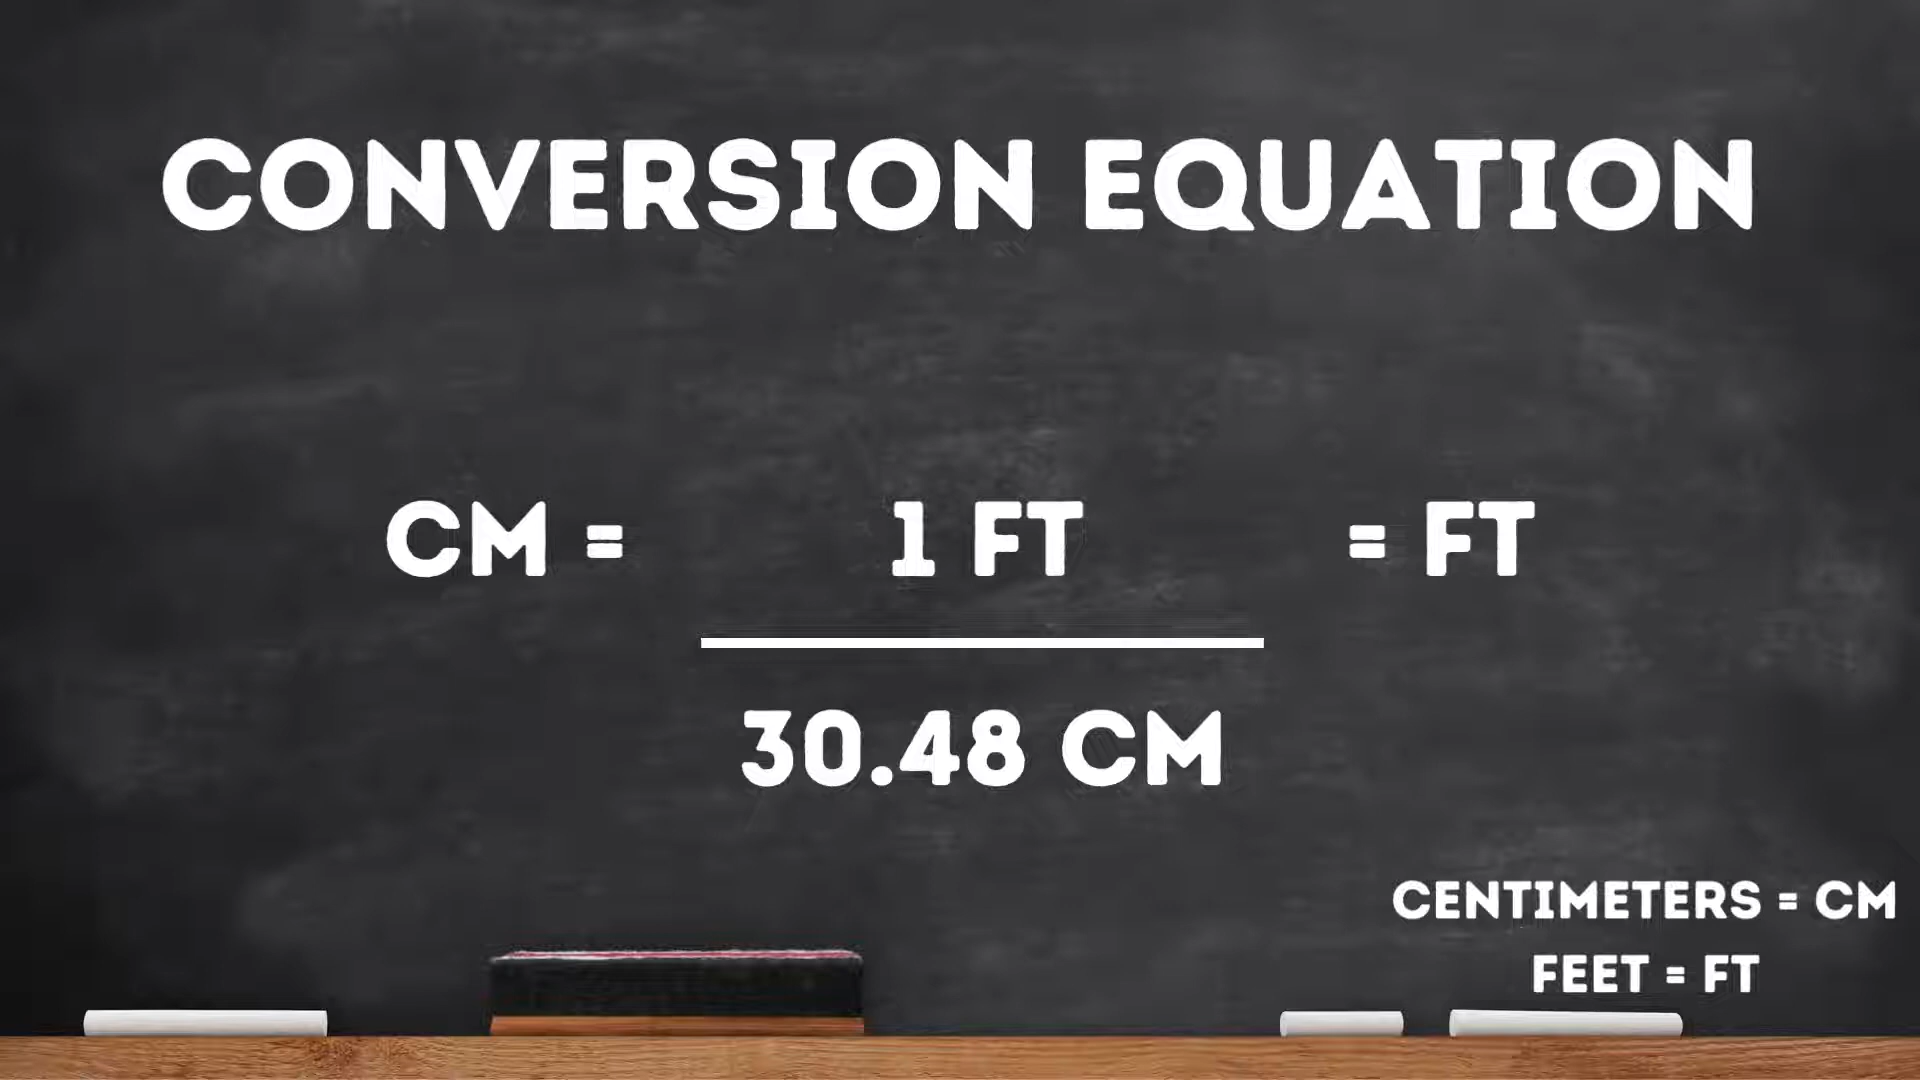 CONVERSION EQUATION
CM = 1 FT = FT
30.48 CM
CENTIMETERS = CM
FEET = FT